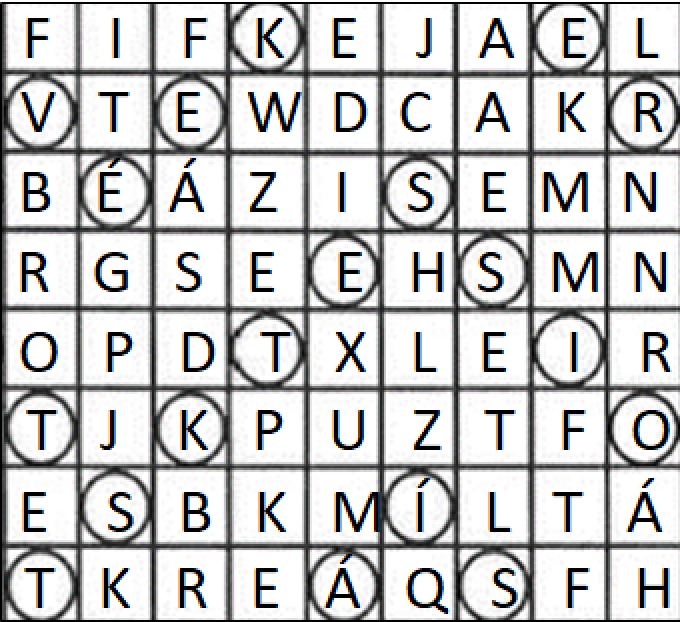 F I F K E J A E L
V T E W D C A K R
B É Á Z I S E M N
R G S E E H S M N
O P D T X L E I R
T J K P U Z T F O
E S B K M Í L T Á
T K R E Á Q S F H